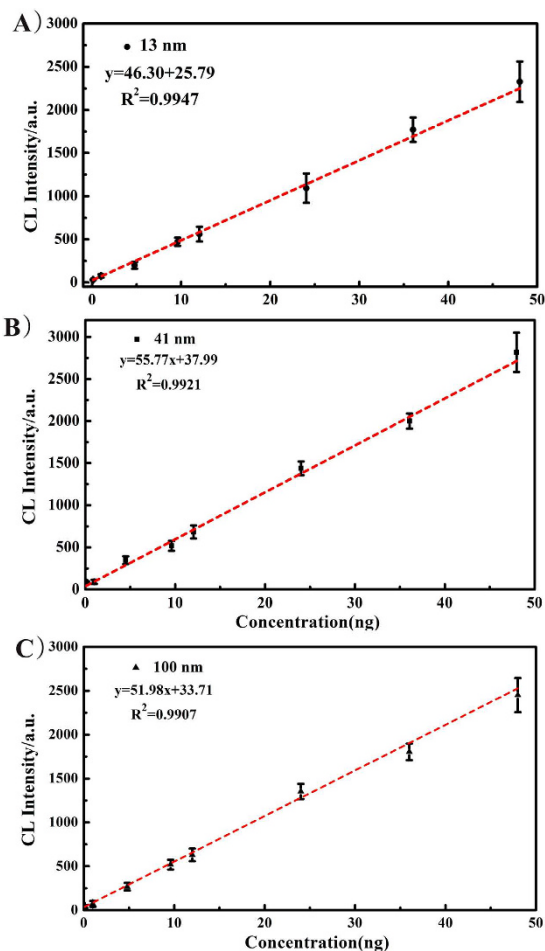 A)
13 nm
y=46.30+25.79
R²=0.9947
CL Intensity/a.u.
3000
2500
2000
1500
1000
500
0
0 10 20 30 40 50
B)
41 nm
y=55.77x+37.99
R²=0.9921
CL Intensity/a.u.
3000
2500
2000
1500
1000
500
0
0 10 20 30 40 50
Concentration(ng)
C)
100 nm
y=51.98x+33.71
R²=0.9907
CL Intensity/a.u.
3000
2500
2000
1500
1000
500
0
0 10 20 30 40 50
Concentration(ng)